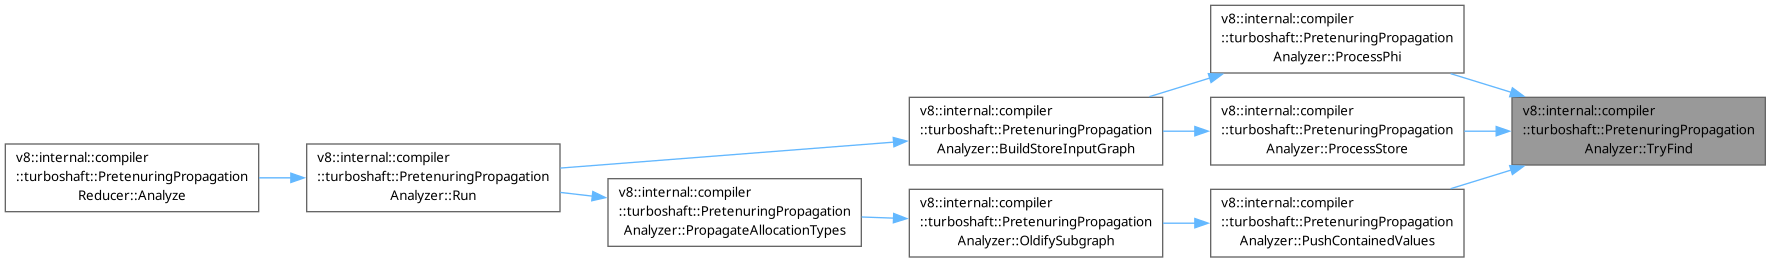 v8::internal::compiler
::turboshaft::PretenuringPropagation
Analyzer::ProcessPhi
v8::internal::compiler
::turboshaft::PretenuringPropagation
Analyzer::BuildStoreInputGraph
v8::internal::compiler
::turboshaft::PretenuringPropagation
Analyzer::ProcessStore
v8::internal::compiler
::turboshaft::PretenuringPropagation
Analyzer::TryFind
v8::internal::compiler
::turboshaft::PretenuringPropagation
Reducer::Analyze
v8::internal::compiler
::turboshaft::PretenuringPropagation
Analyzer::Run
v8::internal::compiler
::turboshaft::PretenuringPropagation
Analyzer::PropagateAllocationTypes
v8::internal::compiler
::turboshaft::PretenuringPropagation
Analyzer::OldifySubgraph
v8::internal::compiler
::turboshaft::PretenuringPropagation
Analyzer::PushContainedValues